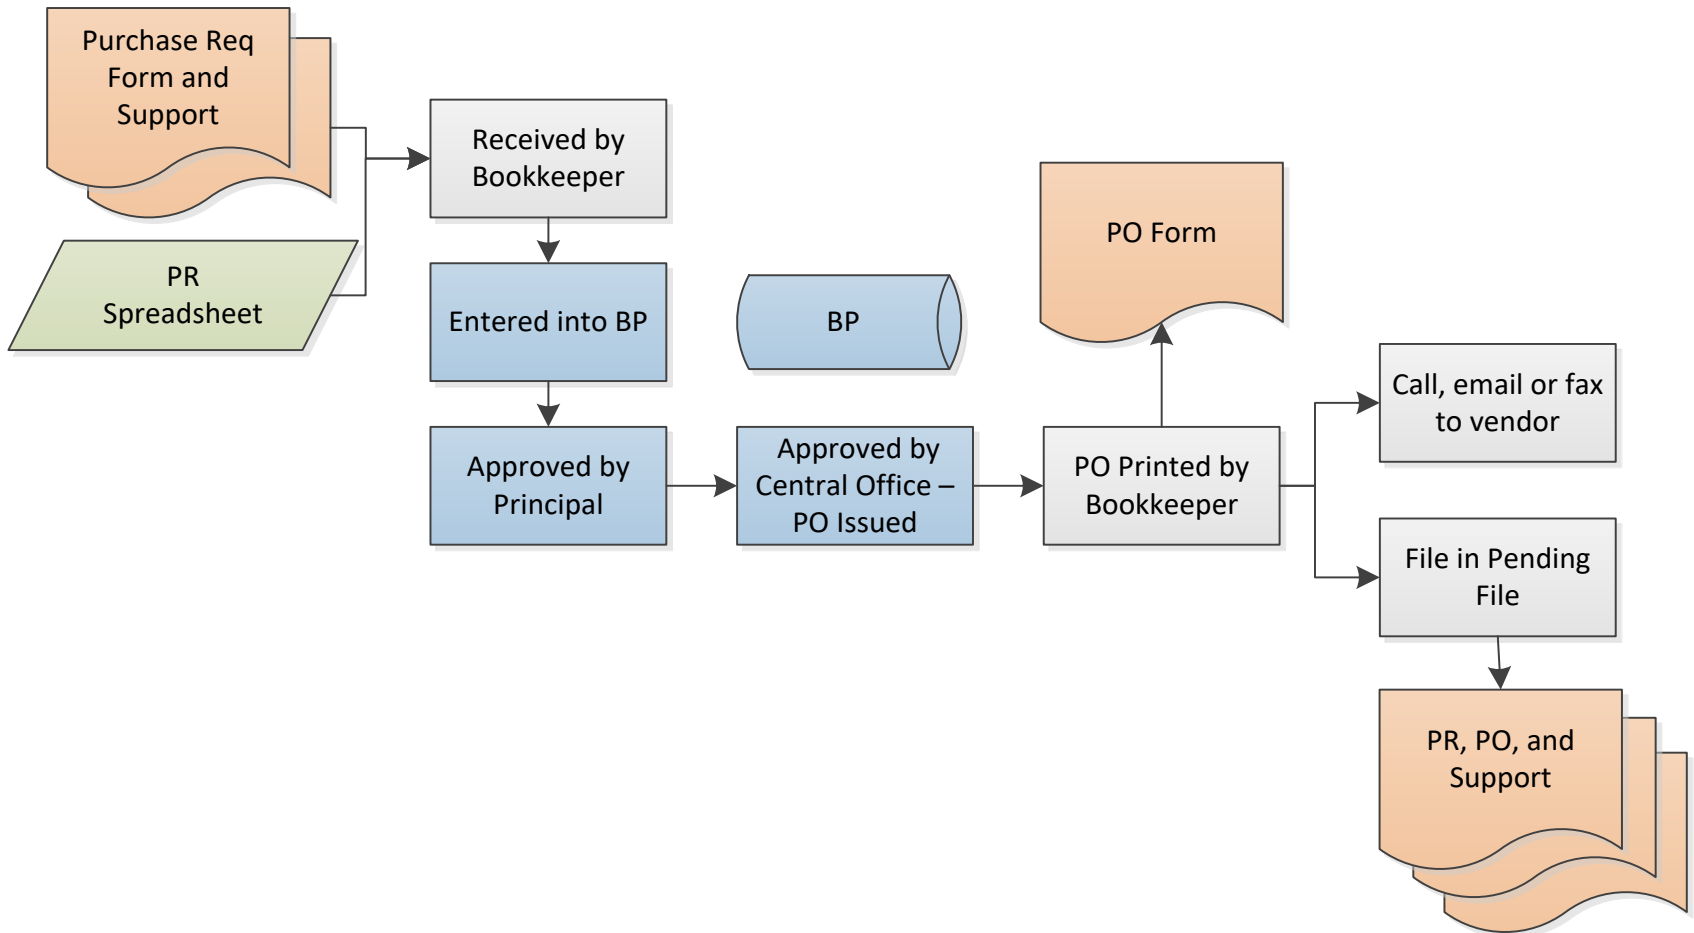 Purchase Req
Form and
Support
PR
Spreadsheet
Received by
Bookkeeper
Entered into BP
BP
Approved by
Principal
Approved by
Central Office –
PO Issued
PO Form
PO Printed by
Bookkeeper
Call, email or fax
to vendor
File in Pending
File
PR, PO, and
Support